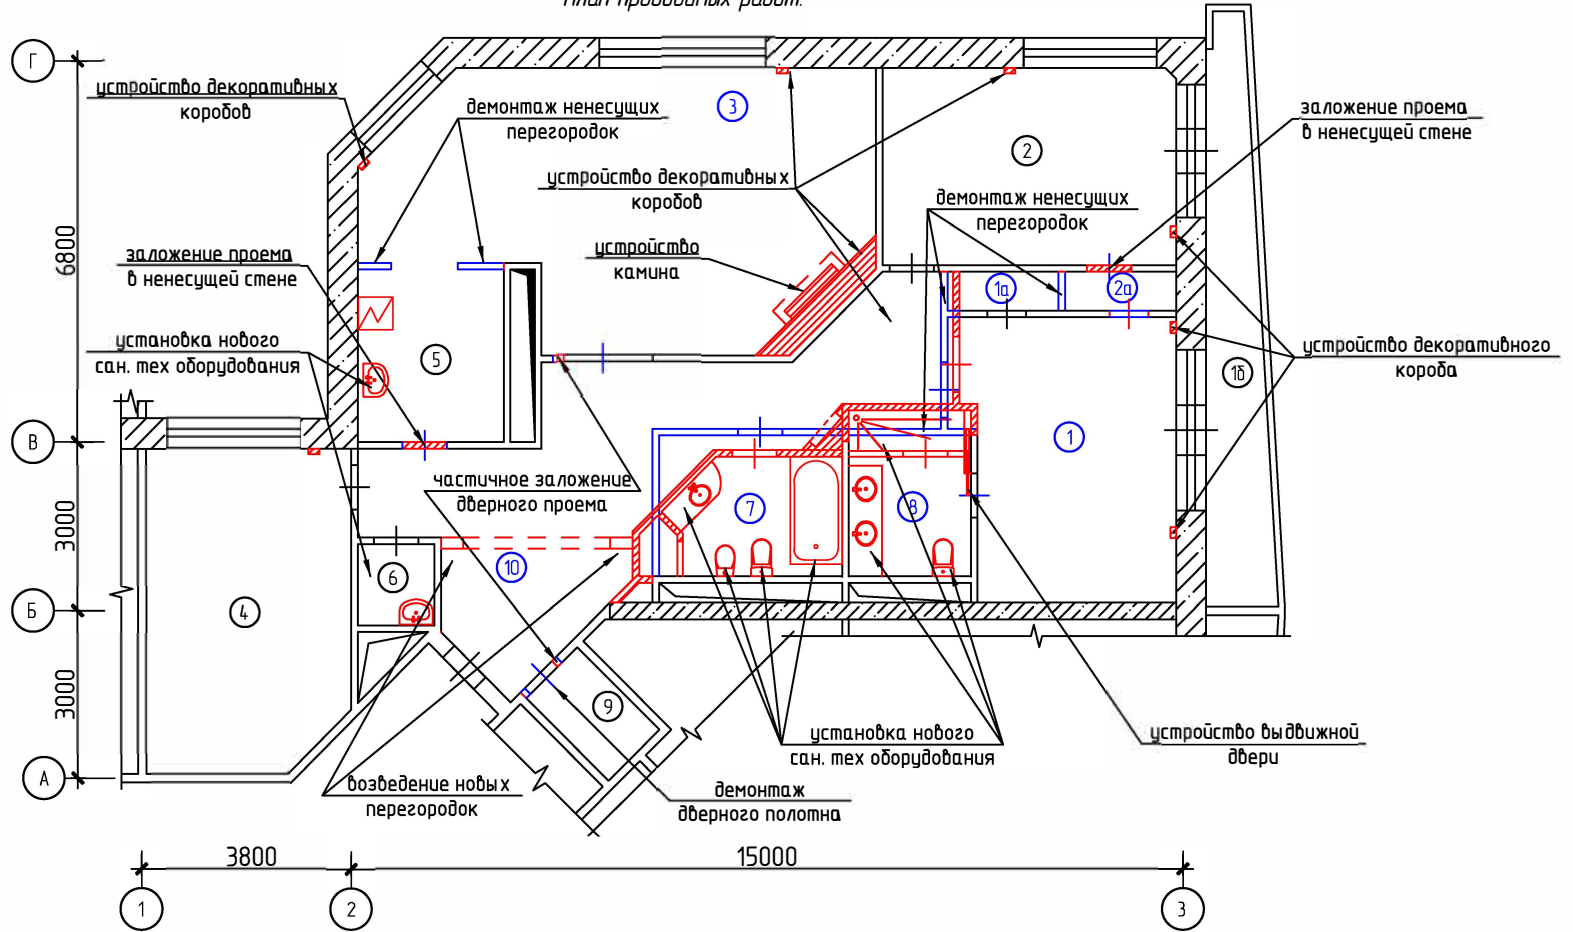 План проводимых работ.
Г
устройство декоративных
коробов
демонтаж ненесущих
перегородок
3
2
заложение проема
в ненесущей стене
устройство декоративных
коробов
демонтаж ненесущих
перегородок
6800
заложение проема
в ненесущей стене
устройство
камина
1а
2а
установка нового
сан. тех оборудования
5
устройство декоративного
короба
1б
В
1
частичное заложение
дверного проема
3000
7
8
6
10
Б
4
3000
9
установка нового
сан. тех оборудования
устройство выдвижной
двери
А
возведение новых
перегородок
демонтаж
дверного полотна
3800
15000
1
2
3